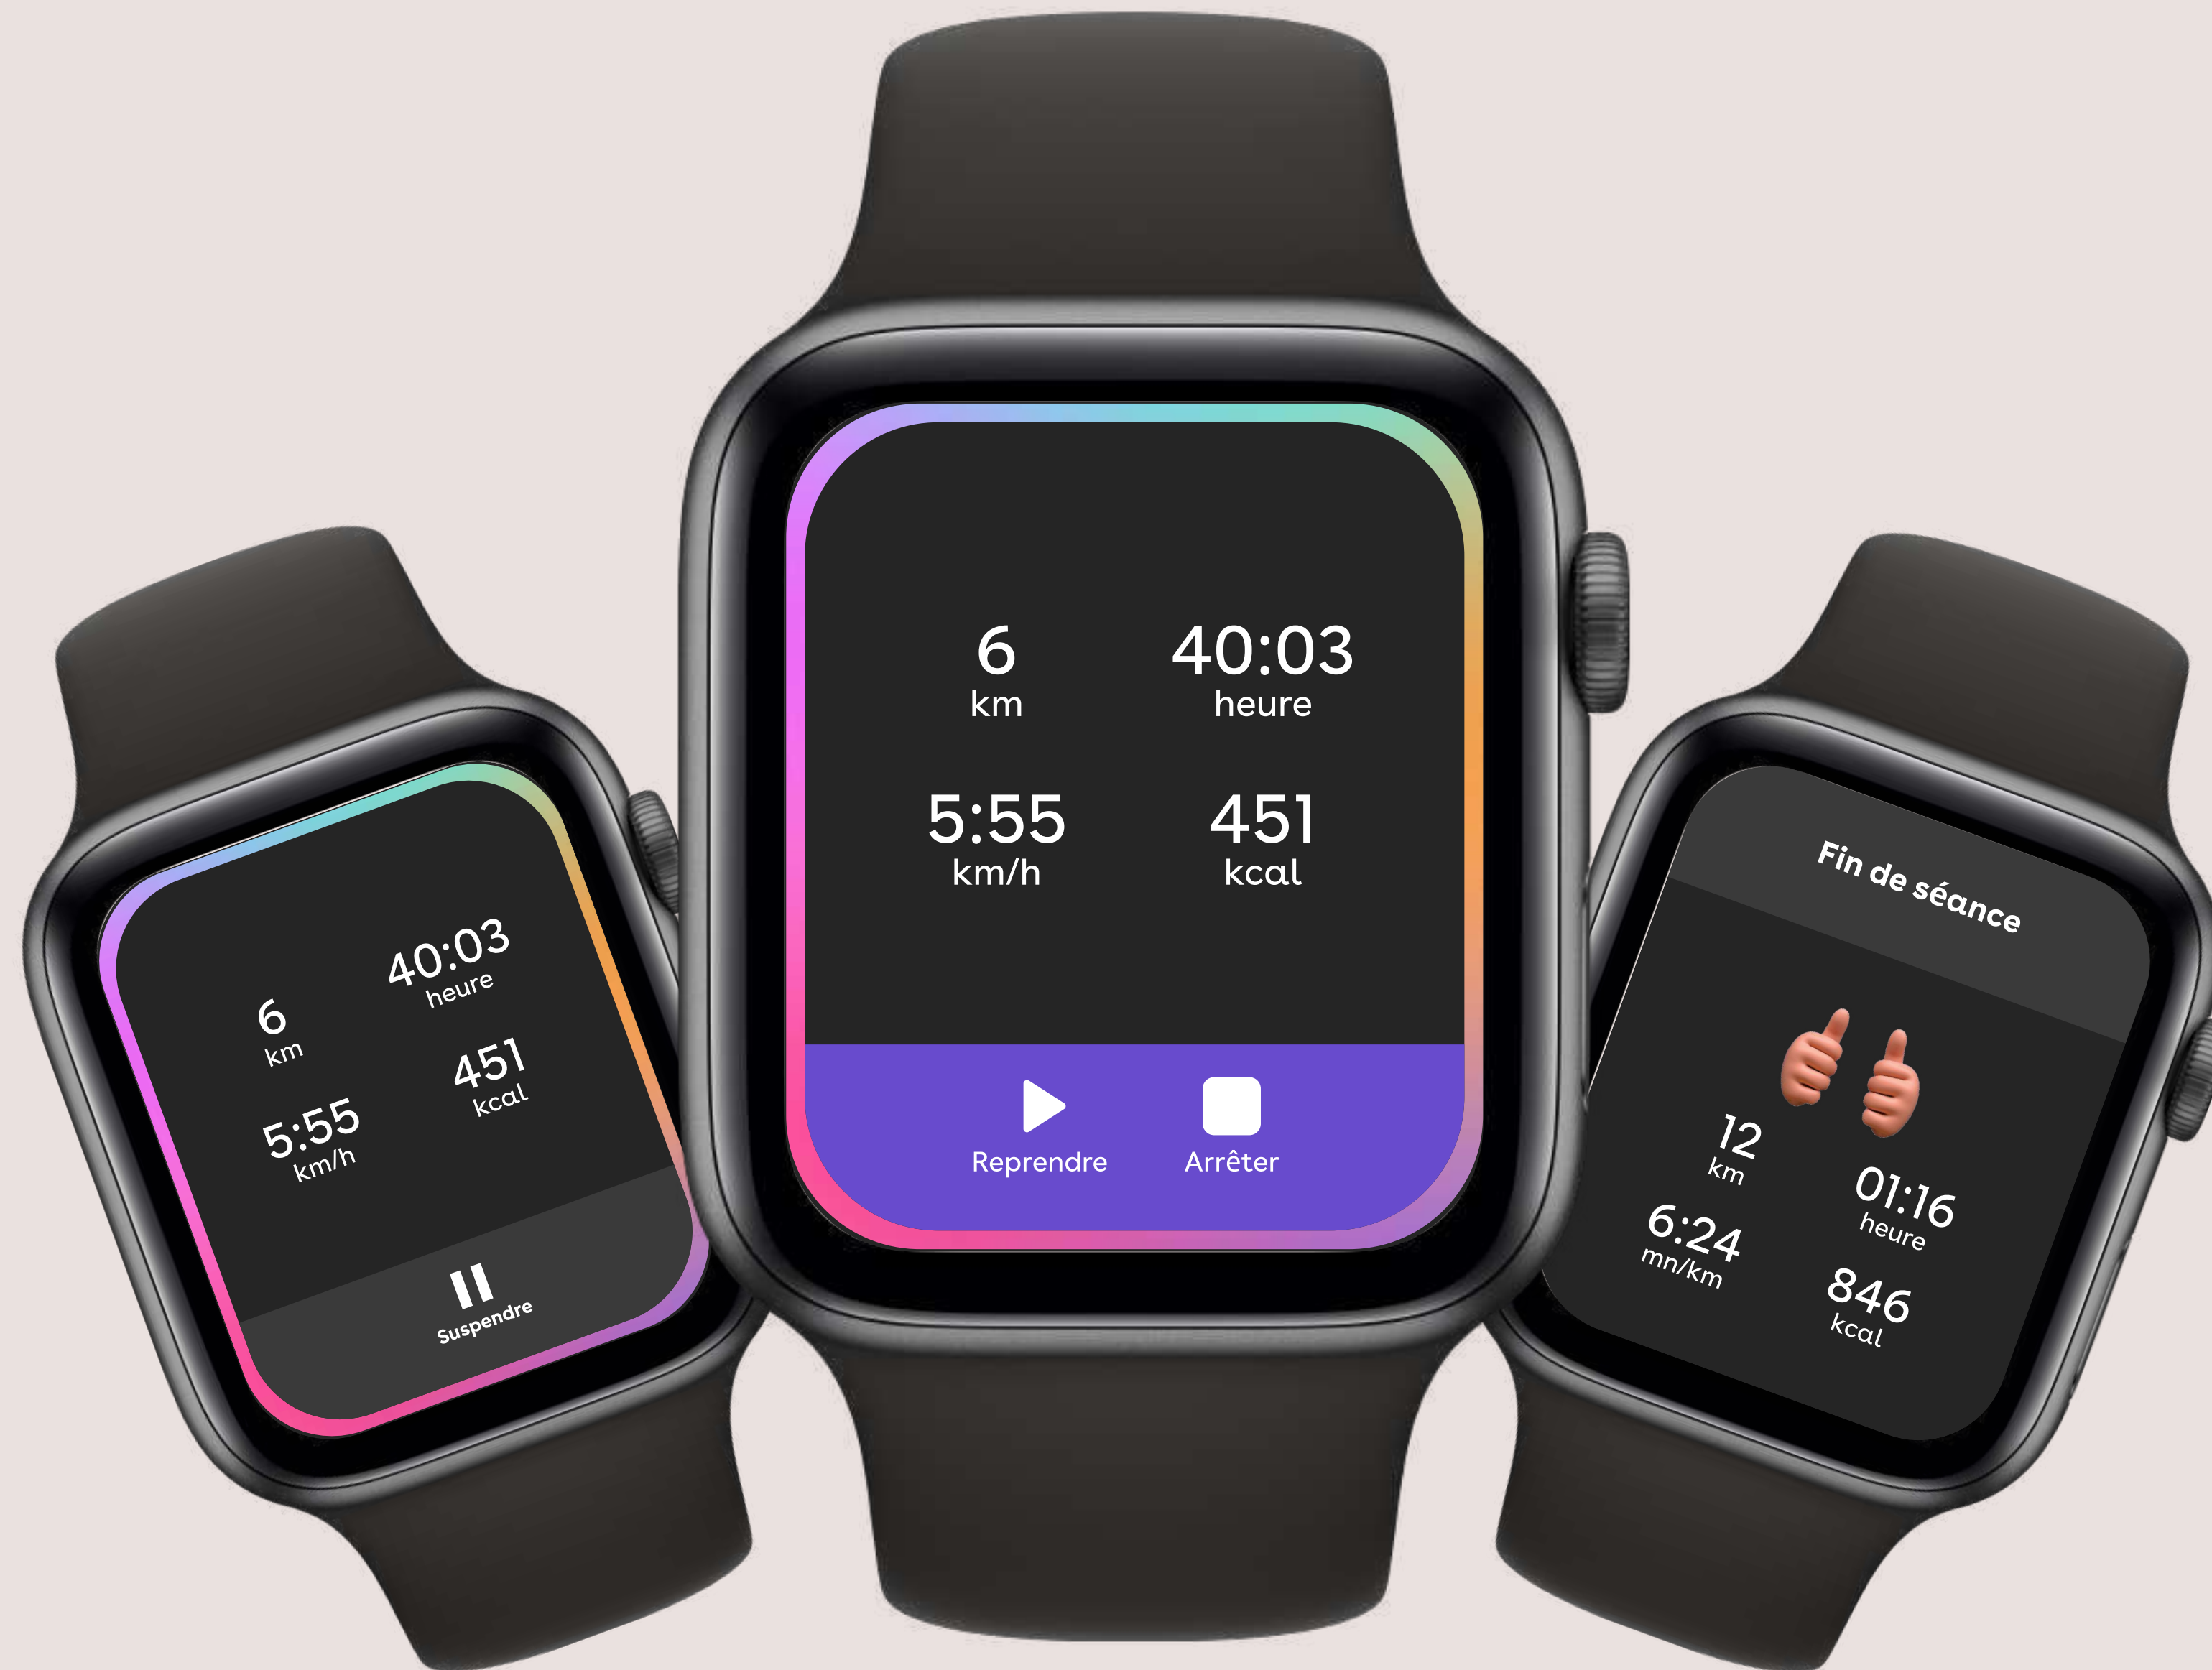 6
km
40:03
heure
5:55
km/h
451
kcal
Suspendre
6
km
40:03
heure
5:55
km/h
451
kcal
Reprendre
Arrêter
Fin de séance
12
km
01:16
heure
6:24
mn/km
846
kcal